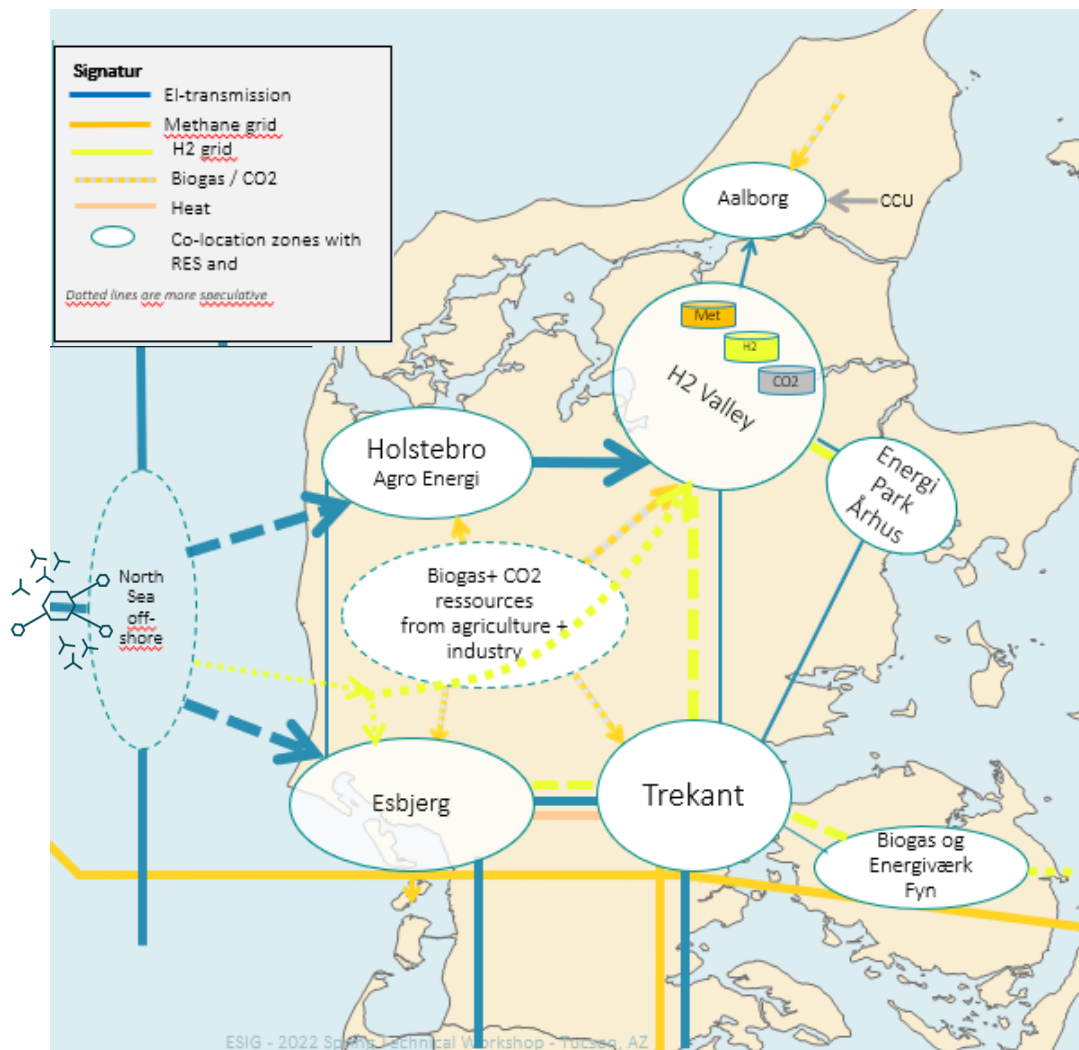 Signatur
El-transmission
Methane grid
H2 grid
Biogas / CO2
Heat
Co-location zones with
RES and
Dotted lines are more speculative
Aalborg
CCU
Met
H2
CO2
H2 Valley
Holstebro
Agro Energi
Energi
Park
Århus
North
Sea
off-
shore
Biogas+ CO2
ressources
from agriculture +
industry
Esbjerg
Trekant
Biogas og
Energiværk
Fyn
ESIG - 2022 Spring Technical Workshop - Tucson, AZ